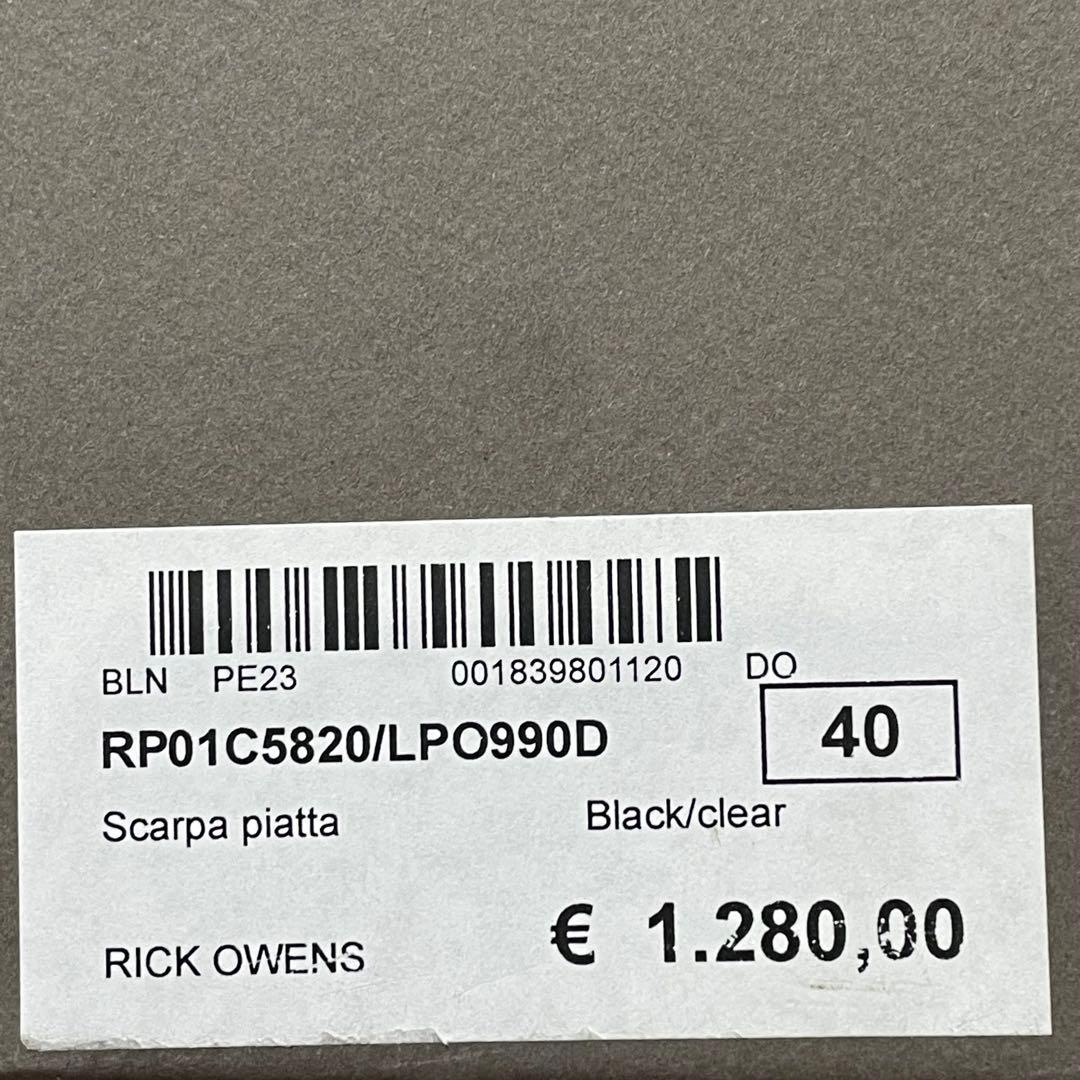 BLN PE23 001839801120 DO
RP01C5820/LPO990D 40
Scarpa piatta Black/clear
€ 1.280,00
RICK OWENS